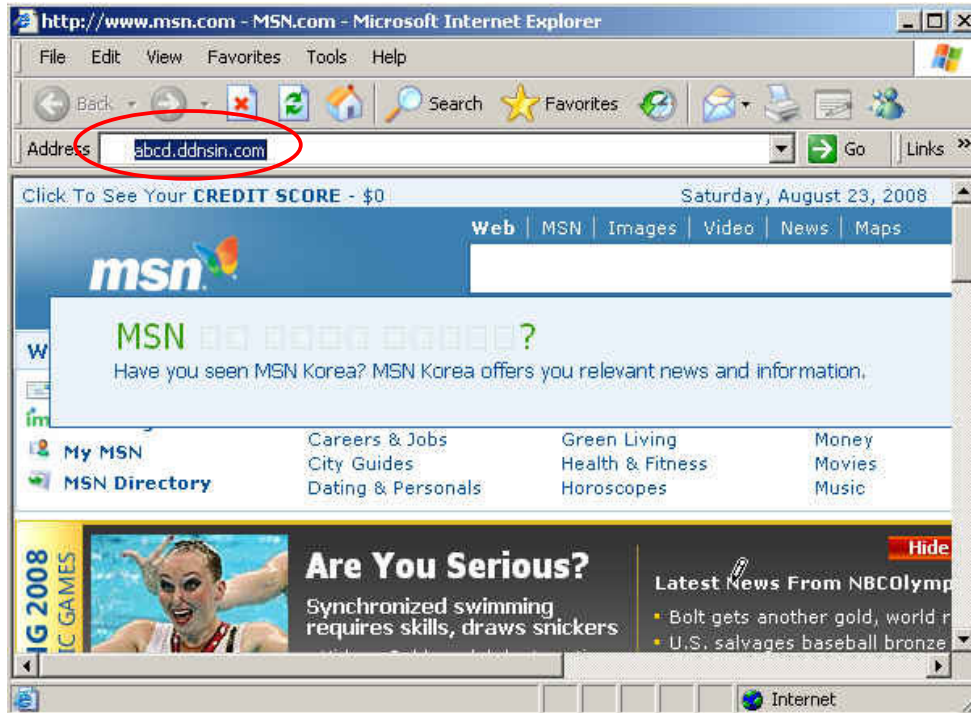 http://www.msn.com - MSN.com - Microsoft Internet Explorer
File Edit View Favorites Tools Help
Back Search Favorites
Address abcd.ddnsin.com Go Links »
Click To See Your CREDIT SCORE - $0 Saturday, August 23, 2008
Web | MSN | Images | Video | News | Maps
msn
MSN □□ □□□□ □□□□□?
Have you seen MSN Korea? MSN Korea offers you relevant news and information.
My MSN Careers & Jobs Green Living Money
City Guides Health & Fitness Movies
MSN Directory Dating & Personals Horoscopes Music
2008
GAMES
Are You Serious?
Synchronized swimming
requires skills, draws snickers
Hide
Latest News From NBCOlymp
Bolt gets another gold, world r
U.S. salvages baseball bronze
Internet